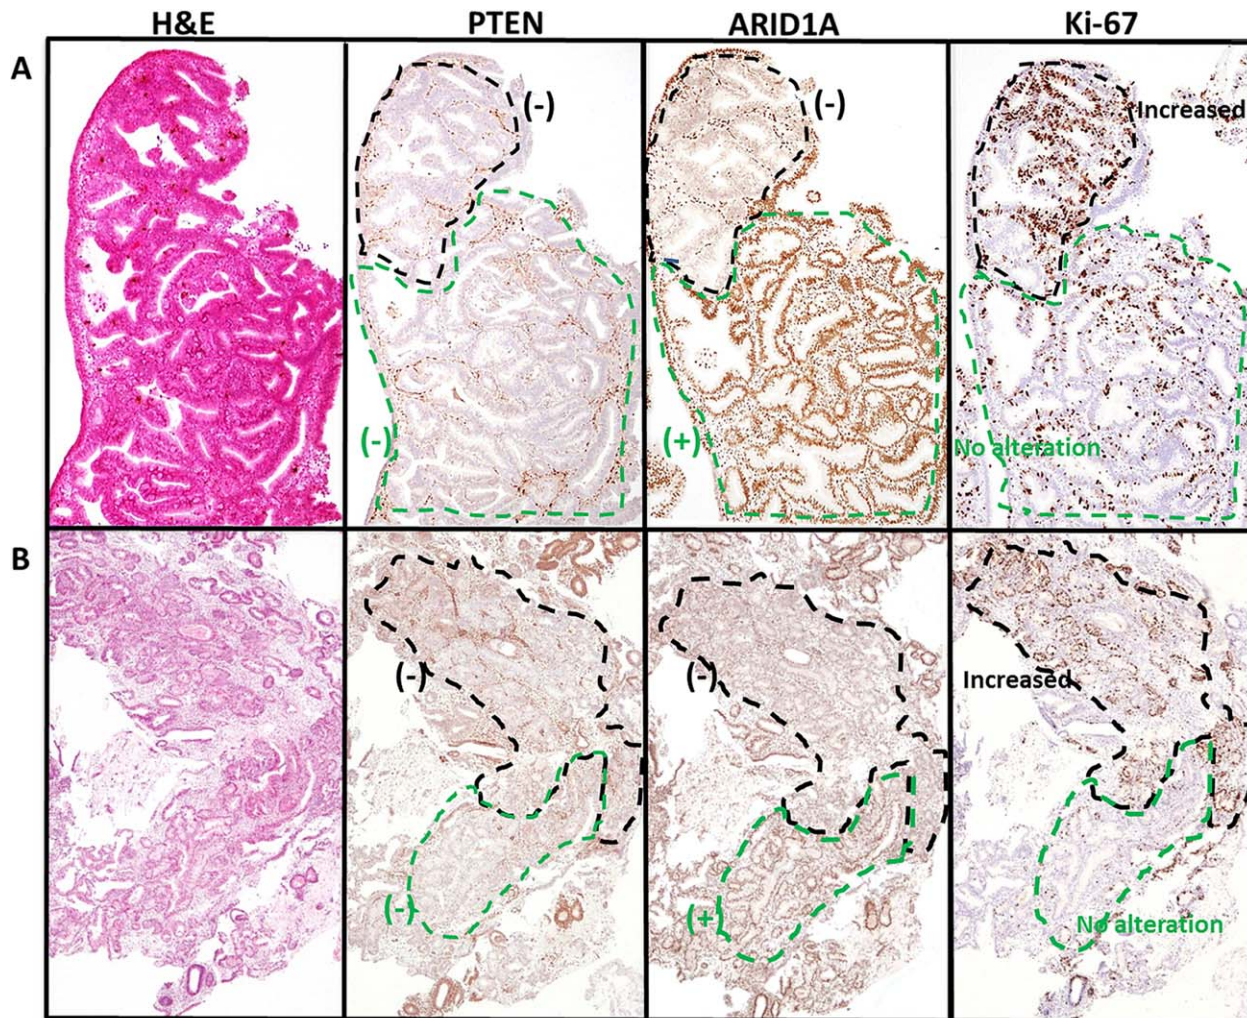 H&E PTEN ARID1A Ki-67
A
(-) (-) Increased
(-) (+) No alteration
B
(-) (-) Increased
(-) (+) No alteration